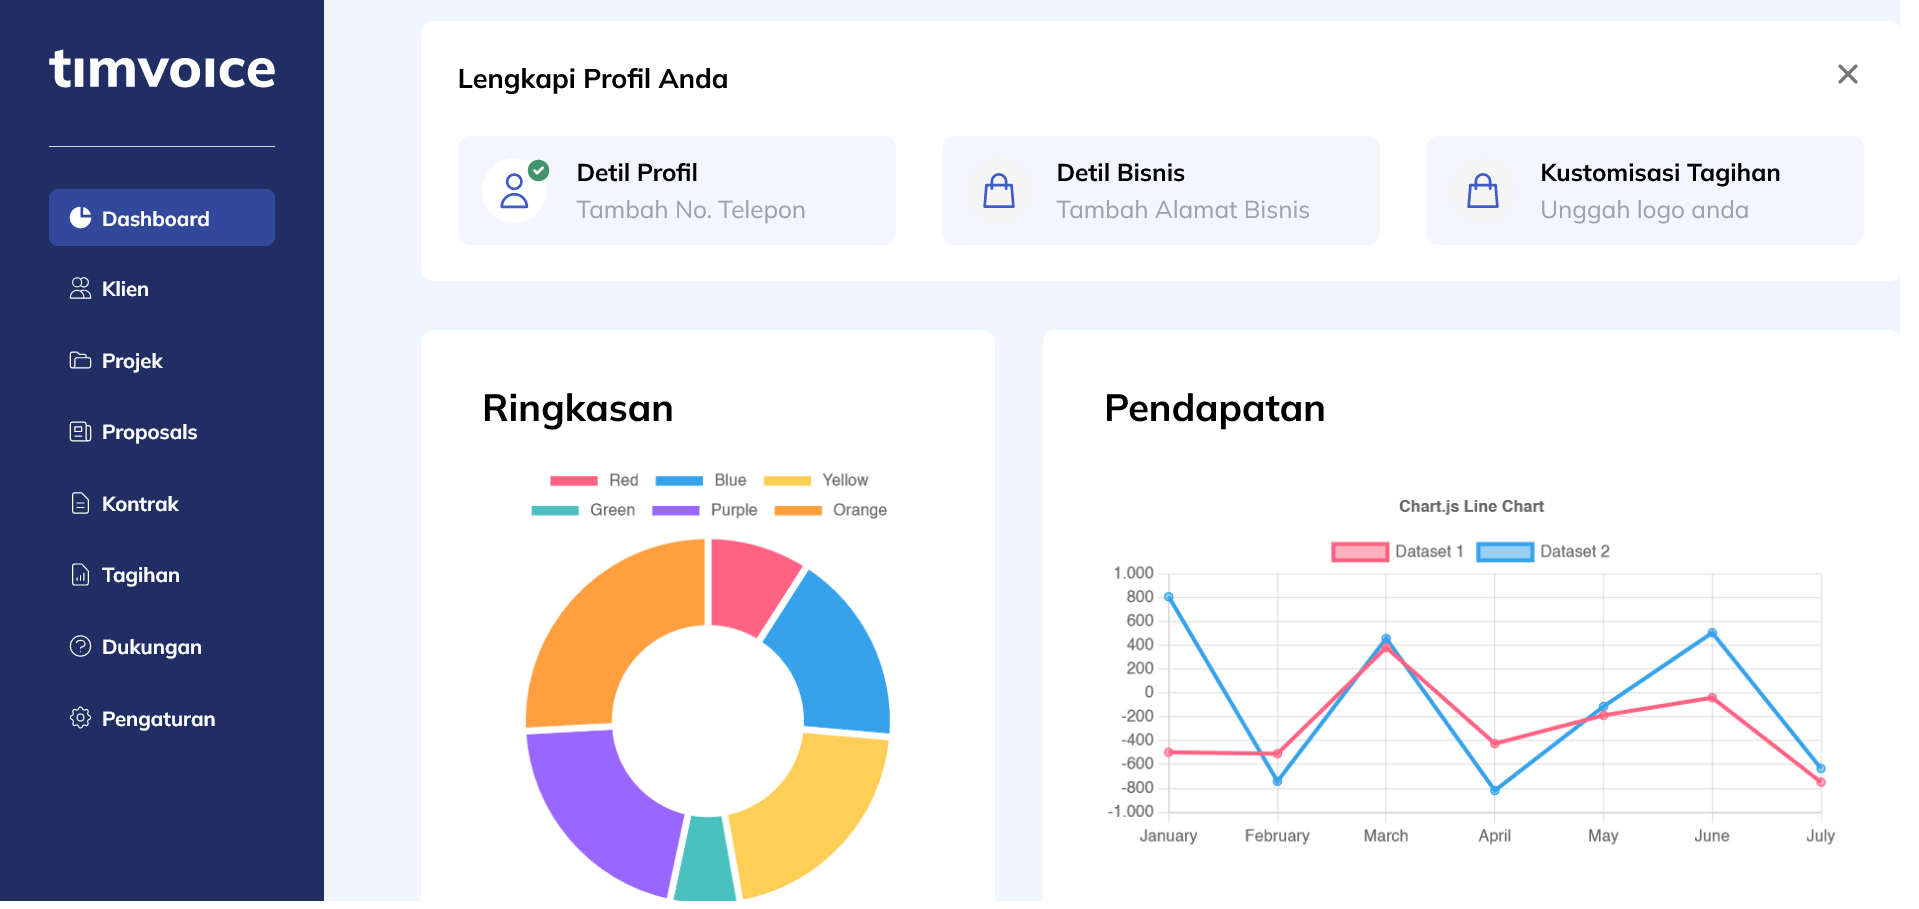 timvoice
Dashboard
Klien
Projek
Proposals
Kontrak
Tagihan
Dukungan
Pengaturan
Lengkapi Profil Anda
Detil Profil
Tambah No. Telepon
Detil Bisnis
Tambah Alamat Bisnis
Kustomisasi Tagihan
Unggah logo anda
Ringkasan
Red Blue Yellow
Green Purple Orange
Pendapatan
Chart.js Line Chart
Dataset 1 Dataset 2
1.000
800
600
400
200
0
-200
-400
-600
-800
-1.000
January February March April May June July